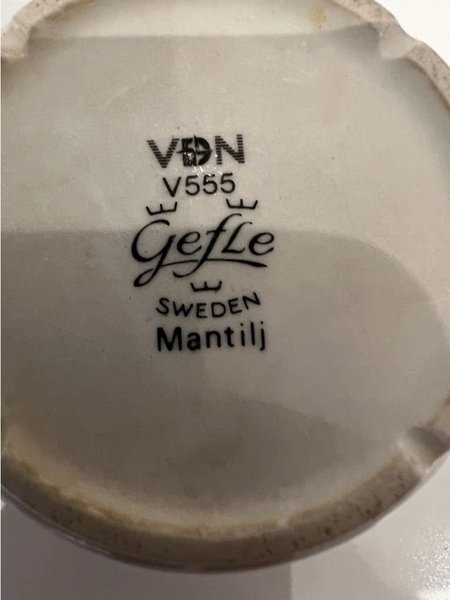 VDN
V555
Gefle
SWEDEN
Mantilj